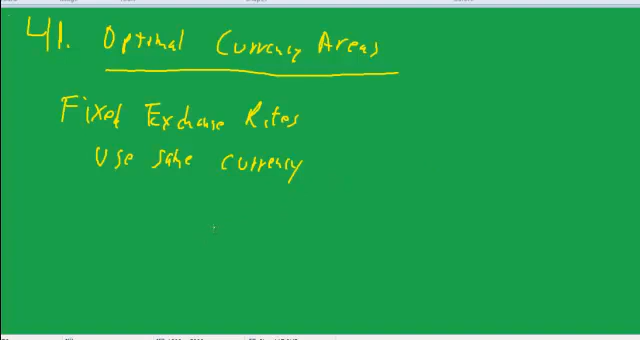 41. Optimal Currency Areas
Fixed Exchange Rates
Use same currency